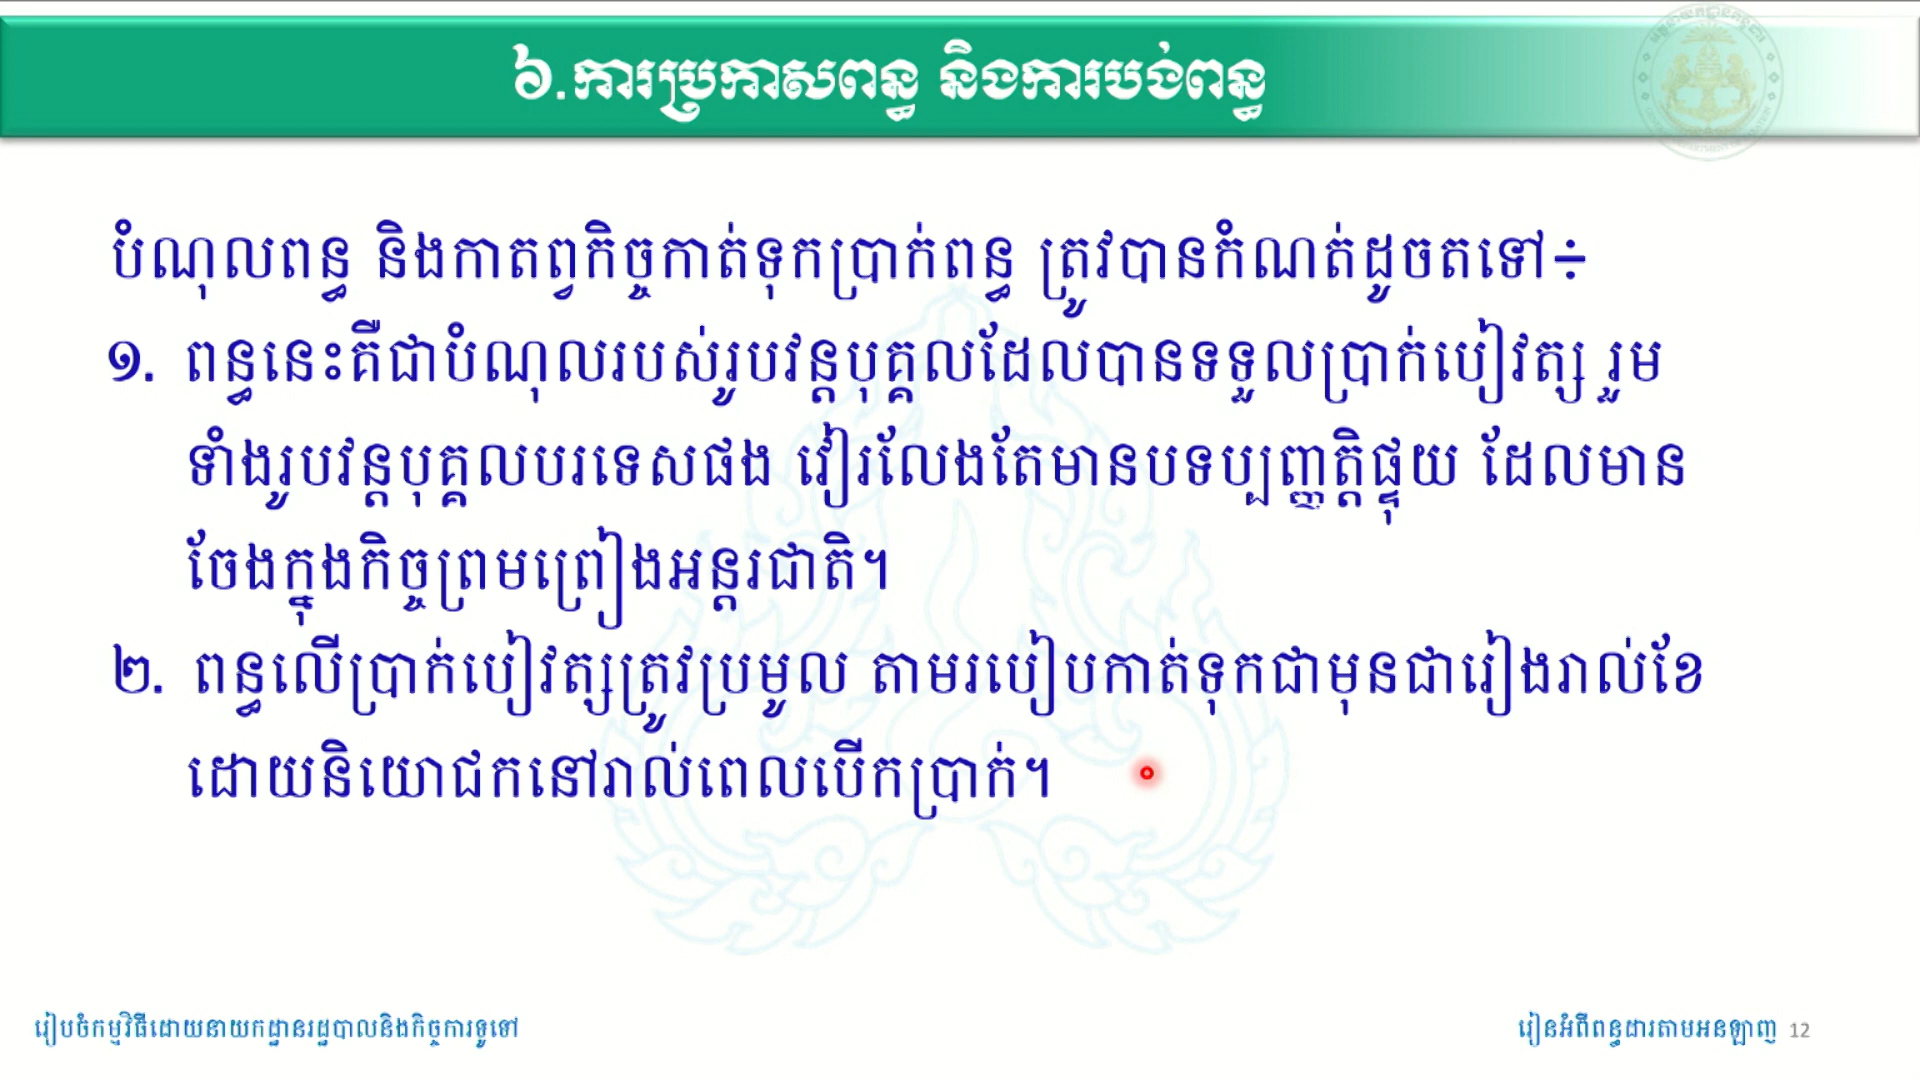 ៦.ការប្រកាសពន្ធ និងការបង់ពន្ធ
បំណុលពន្ធ និងកាតព្វកិច្ចកាត់ទុកប្រាក់ពន្ធ ត្រូវបានកំណត់ដូចតទៅ÷
១. ពន្ធនេះគឺជាបំណុលរបស់រូបវន្តបុគ្គលដែលបានទទួលប្រាក់បៀវត្ស រួម
ទាំងរូបវន្តបុគ្គលបរទេសផង វៀរលែងតែមានបទប្បញ្ញត្តិផ្ទុយ ដែលមាន
ចែងក្នុងកិច្ចព្រមព្រៀងអន្តរជាតិ។
២. ពន្ធលើប្រាក់បៀវត្សត្រូវប្រមូល តាមរបៀបកាត់ទុកជាមុនជារៀងរាល់ខែ
ដោយនិយោជកនៅរាល់ពេលបើកប្រាក់។
រៀបចំកម្មវិធីដោយនាយកដ្ឋានរដ្ឋបាលនិងកិច្ចការទូទៅ
រៀនអំពីពន្ធដារតាមអនឡាញ 12